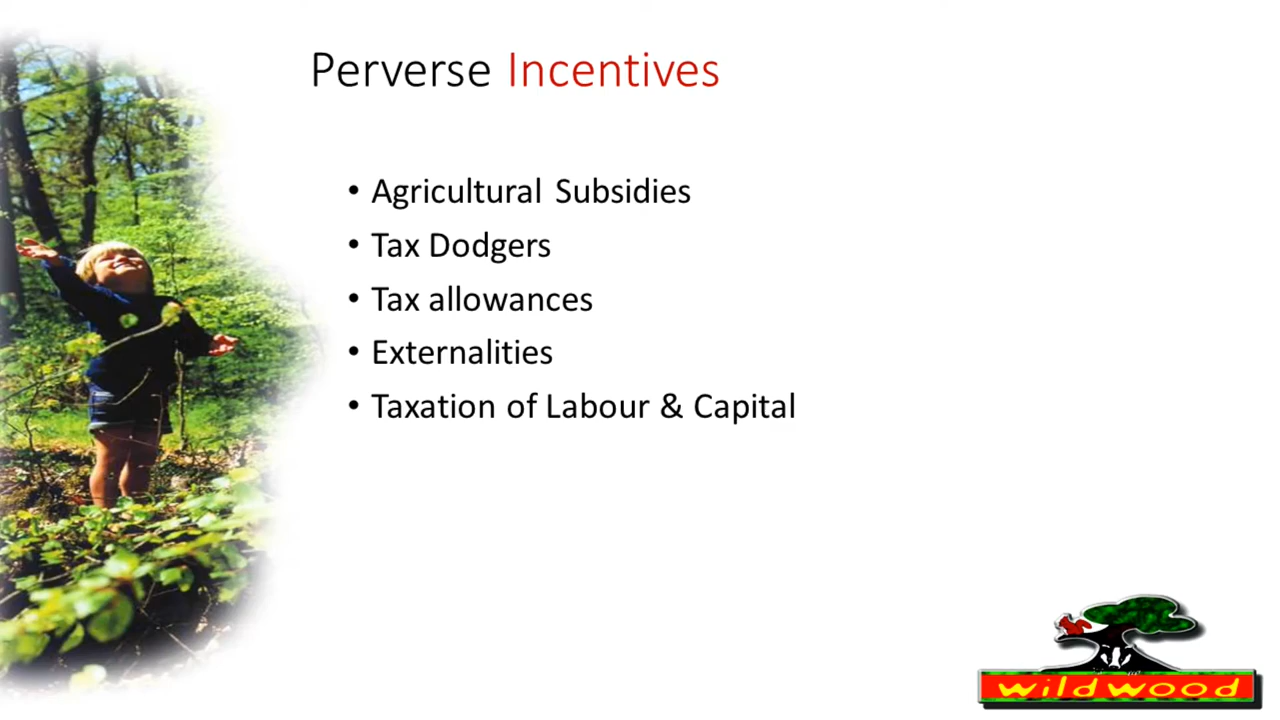 Perverse Incentives
• Agricultural Subsidies
• Tax Dodgers
• Tax allowances
• Externalities
• Taxation of Labour & Capital
wildwood